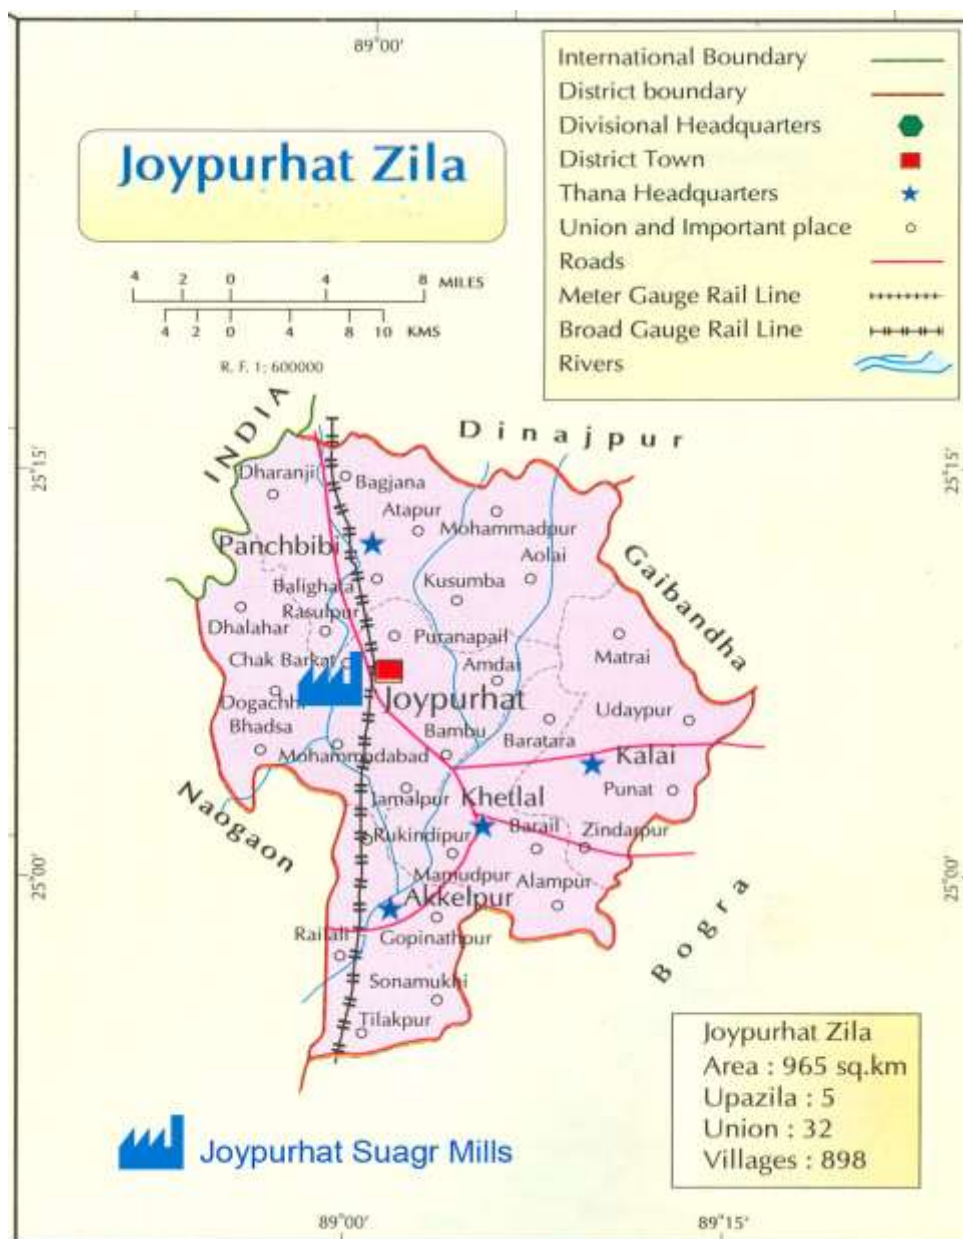 89°00'
International Boundary
District boundary
Divisional Headquarters
District Town
Thana Headquarters
Union and Important place
Roads
Meter Gauge Rail Line
Broad Gauge Rail Line
Rivers
Joypurhat Zila
4 2 0 4 8 MILES
4 2 0 4 8 10 KMS
R. F. 1: 600000
INDIA
Dinajpur
25°15'
25°15'
Dharanji
Bagjana
Atapur
Mohammadpur
Panchbibi
Aolai
Gaibandha
Balighata
Kusumba
Rasulpur
Dhalahar
Puranapail
Matrai
Chak Barkat
Amdai
Dogachhi
Joypurhat
Udaypur
Bhadsa
Bambu
Baratara
Mohammadabad
Kalai
Naogaon
Jamalpur
Khetlal
Punat
Rukindipur
Barail
Zindarpur
25°00'
25°00'
Mamudpur
Alampur
Akkelpur
Bogra
Railali
Gopinathpur
Sonamukhi
Tilakpur
Joypurhat Zila
Area : 965 sq.km
Upazila : 5
Union : 32
Villages : 898
Joypurhat Suagr Mills
89°00'
89°15'